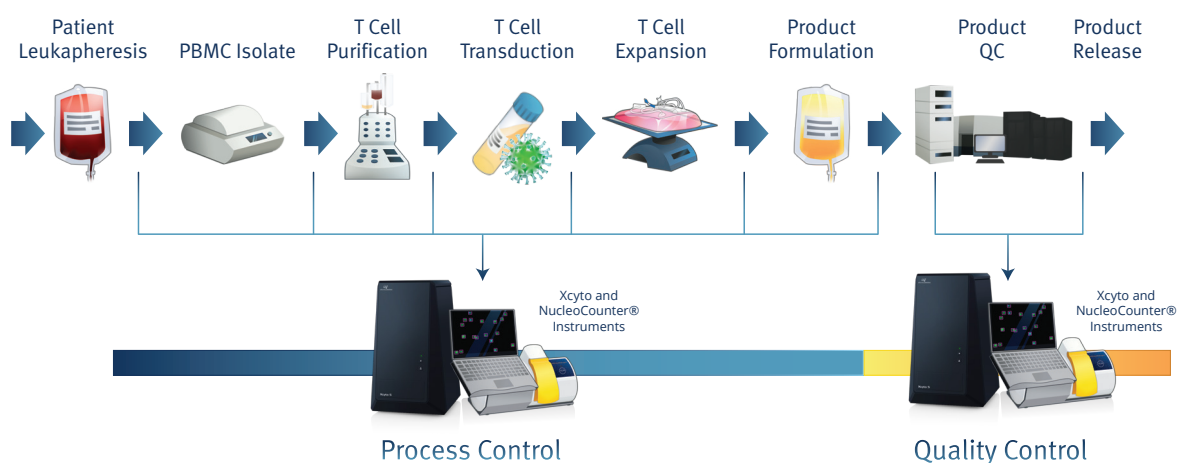 Patient
Leukapheresis
PBMC Isolate
T Cell
Purification
T Cell
Transduction
T Cell
Expansion
Product
Formulation
Product
QC
Product
Release
Xcyto and
NucleoCounter®
Instruments
Xcyto and
NucleoCounter®
Instruments
Process Control
Quality Control